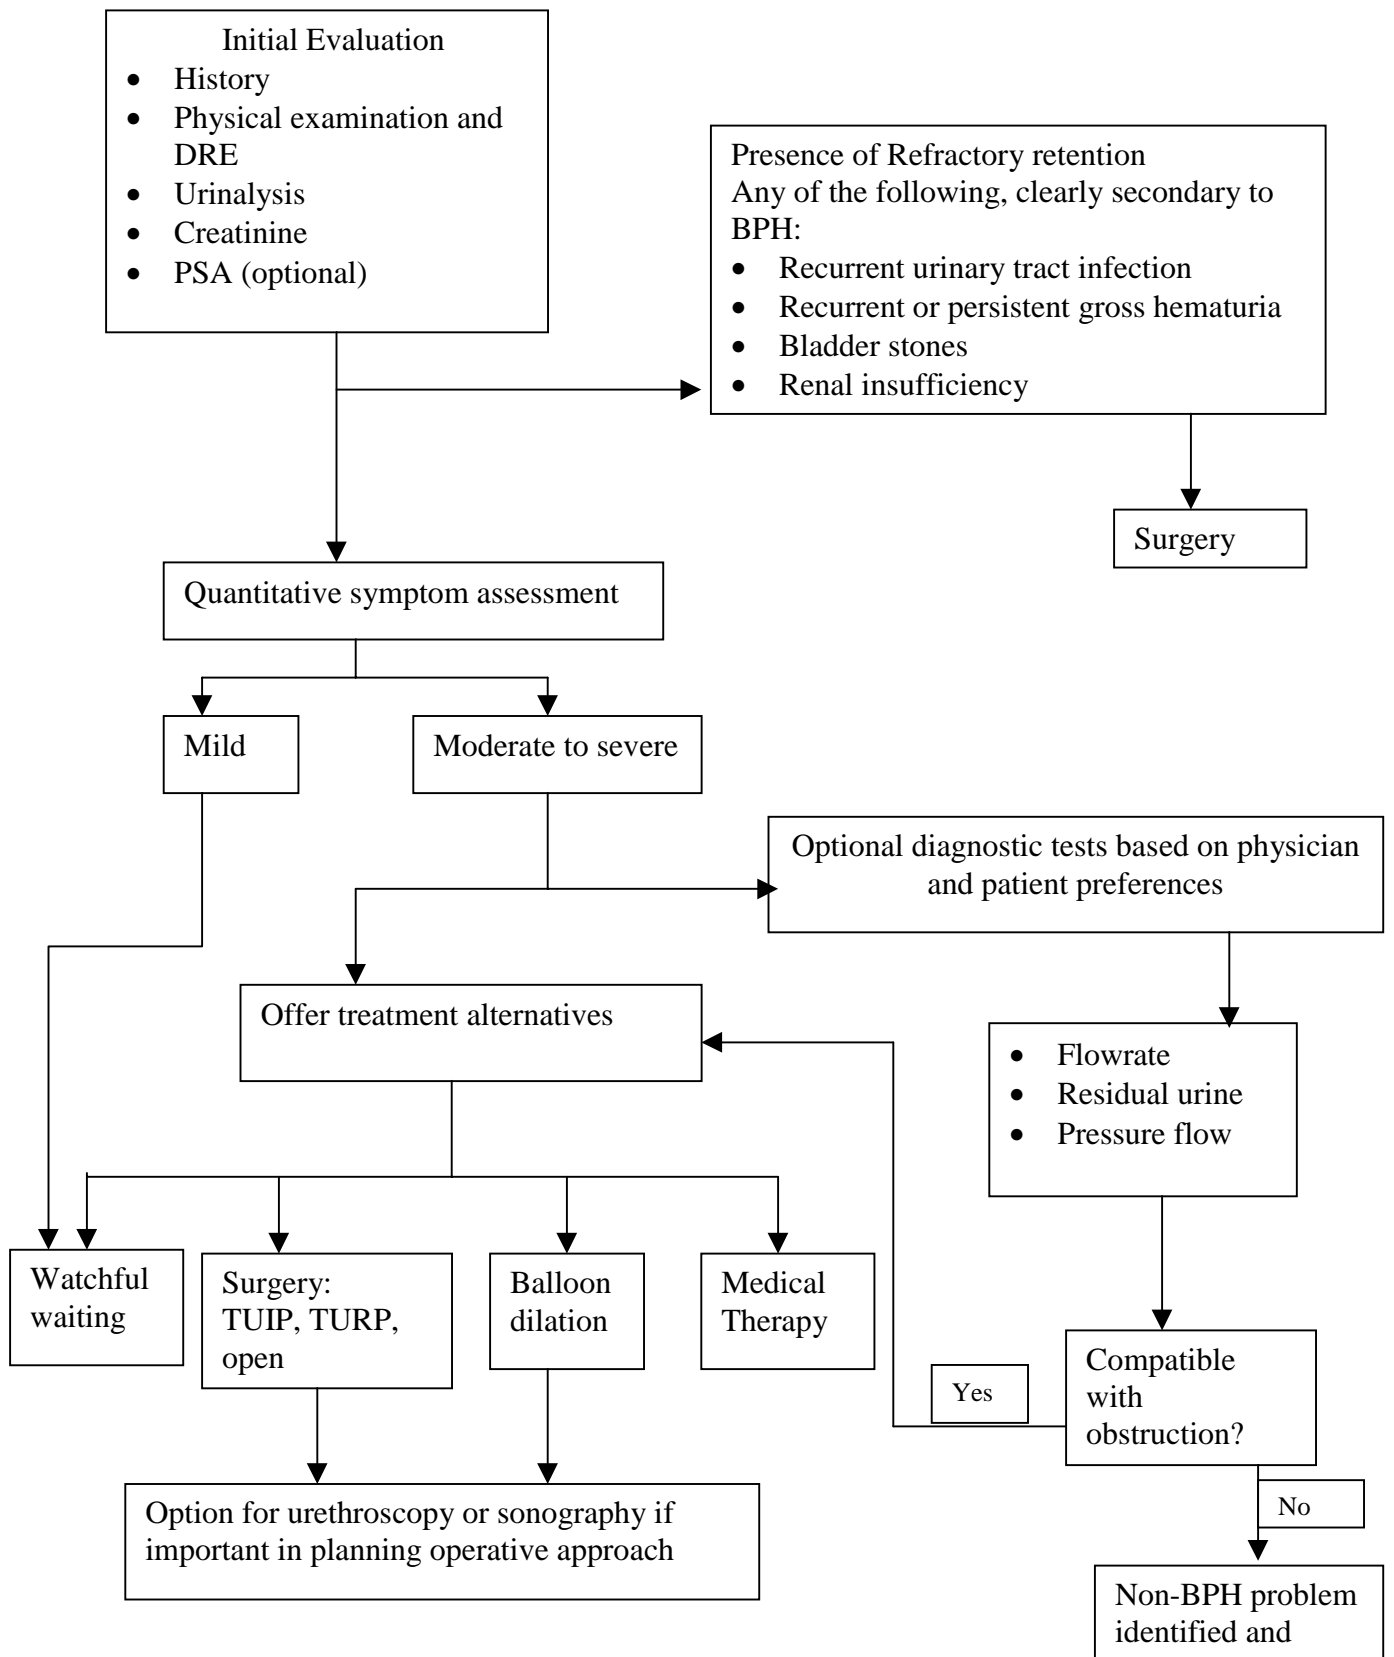 Initial Evaluation
• History
• Physical examination and
DRE
• Urinalysis
• Creatinine
• PSA (optional)
Presence of Refractory retention
Any of the following, clearly secondary to
BPH:
• Recurrent urinary tract infection
• Recurrent or persistent gross hematuria
• Bladder stones
• Renal insufficiency
Surgery
Quantitative symptom assessment
Mild
Moderate to severe
Optional diagnostic tests based on physician
and patient preferences
Offer treatment alternatives
• Flowrate
• Residual urine
• Pressure flow
Watchful
waiting
Surgery:
TUIP, TURP,
open
Balloon
dilation
Medical
Therapy
Compatible
with
obstruction?
Yes
No
Option for urethroscopy or sonography if
important in planning operative approach
Non-BPH problem
identified and